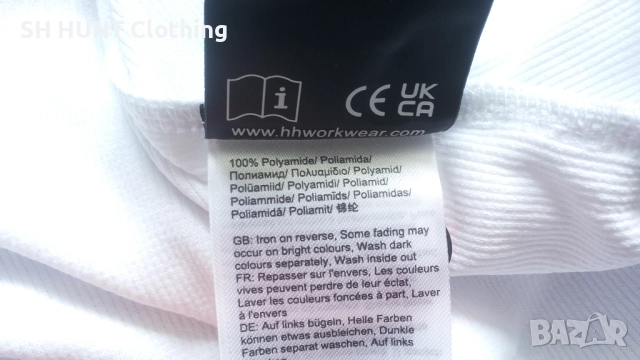 SH HUNT Clothing
i
CE UK CA
www.hhworkwear.com
100% Polyamide/ Poliamida/
Полиамид/ Πολυαμίδιο/ Polyamid/
Polüamiid/ Polyamidi/ Poliamid/
Poliammide/ Poliamīds/ Poliamidas/
Poliamidă/ Poliamit/ 锦纶
GB: Iron on reverse, Some fading may
occur on bright colours, Wash dark
colours separately, Wash inside out
FR: Repasser sur l'envers, Les couleurs
vives peuvent perdre de leur éclat,
Laver les couleurs foncées à part, Laver
à l'envers
DE: Auf links bügeln, Helle Farben
können etwas ausbleichen, Dunkle
Farben separat waschen, Auf links
BAZAR